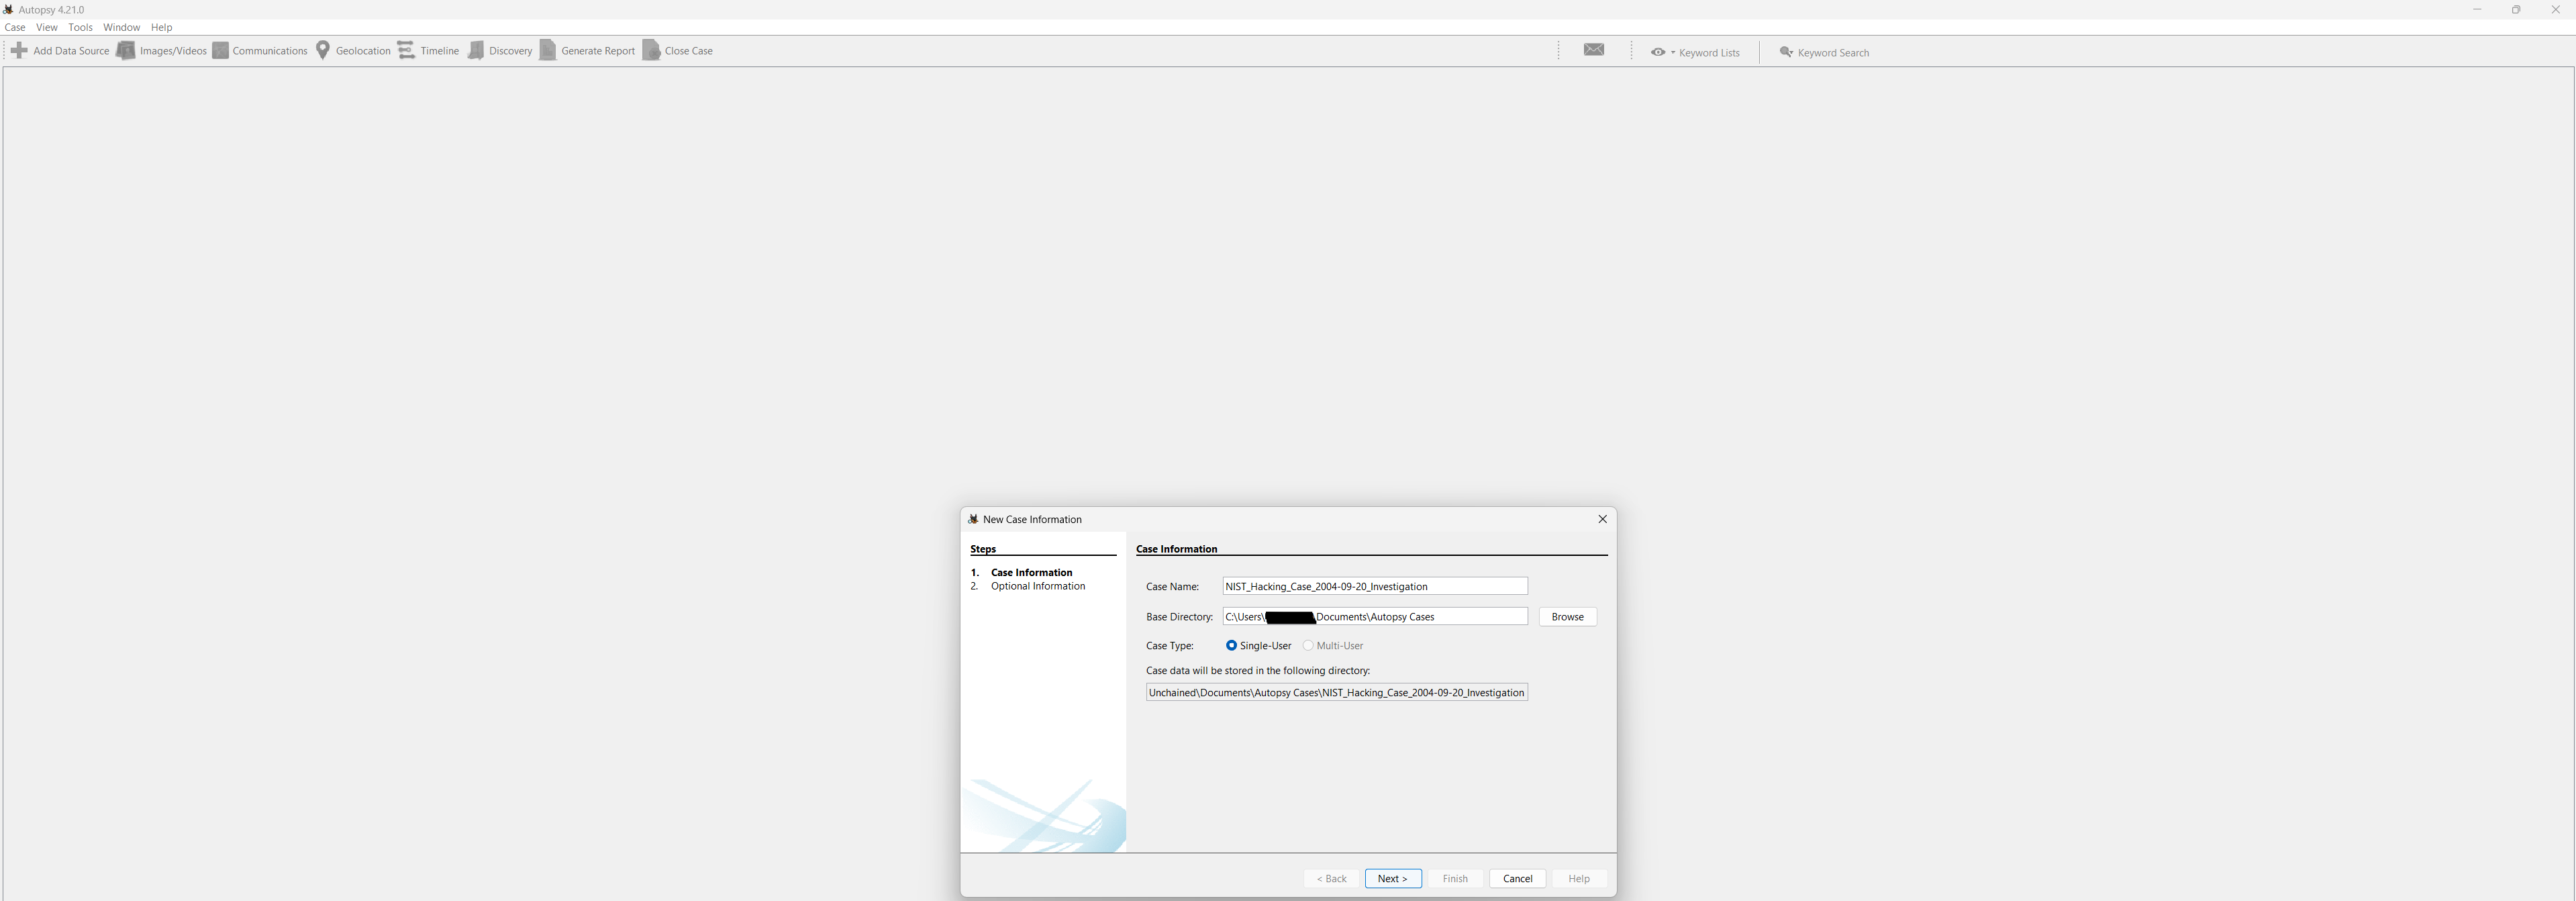 Autopsy 4.21.0
Case View Tools Window Help
Add Data Source Images/Videos Communications Geolocation Timeline Discovery Generate Report Close Case Keyword Lists Keyword Search
New Case Information
Steps
1. Case Information
2. Optional Information
Case Information
Case Name: NIST_Hacking_Case_2004-09-20_Investigation
Base Directory: C:\Users\ Documents\Autopsy Cases Browse
Case Type: Single-User Multi-User
Case data will be stored in the following directory:
Unchained\Documents\Autopsy Cases\NIST_Hacking_Case_2004-09-20_Investigation
< Back Next > Finish Cancel Help